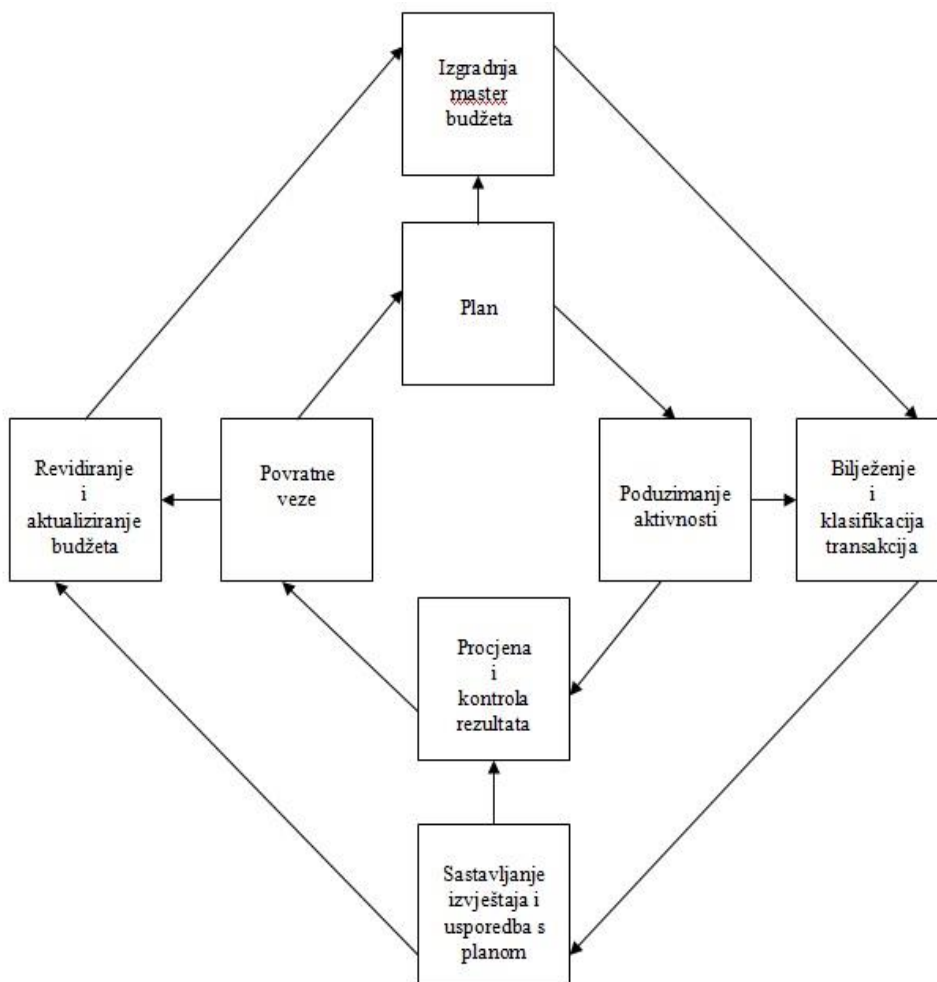 Izgradnja
master
budžeta
Plan
Revidiranje
i
aktualiziranje
budžeta
Povratne
veze
Poduzimanje
aktivnosti
Bilježenje
i
klasifikacija
transakcija
Procjena
i
kontrola
rezultata
Sastavljanje
izvještaja i
usporedba s
planom